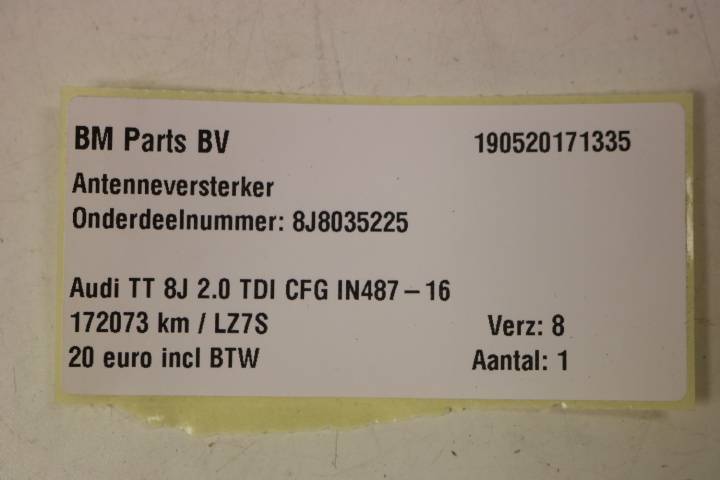 BM Parts BV 190520171335
Antenneversterker
Onderdeelnummer: 8J8035225
Audi TT 8J 2.0 TDI CFG IN487-16
172073 km / LZ7S Verz: 8
20 euro incl BTW Aantal: 1